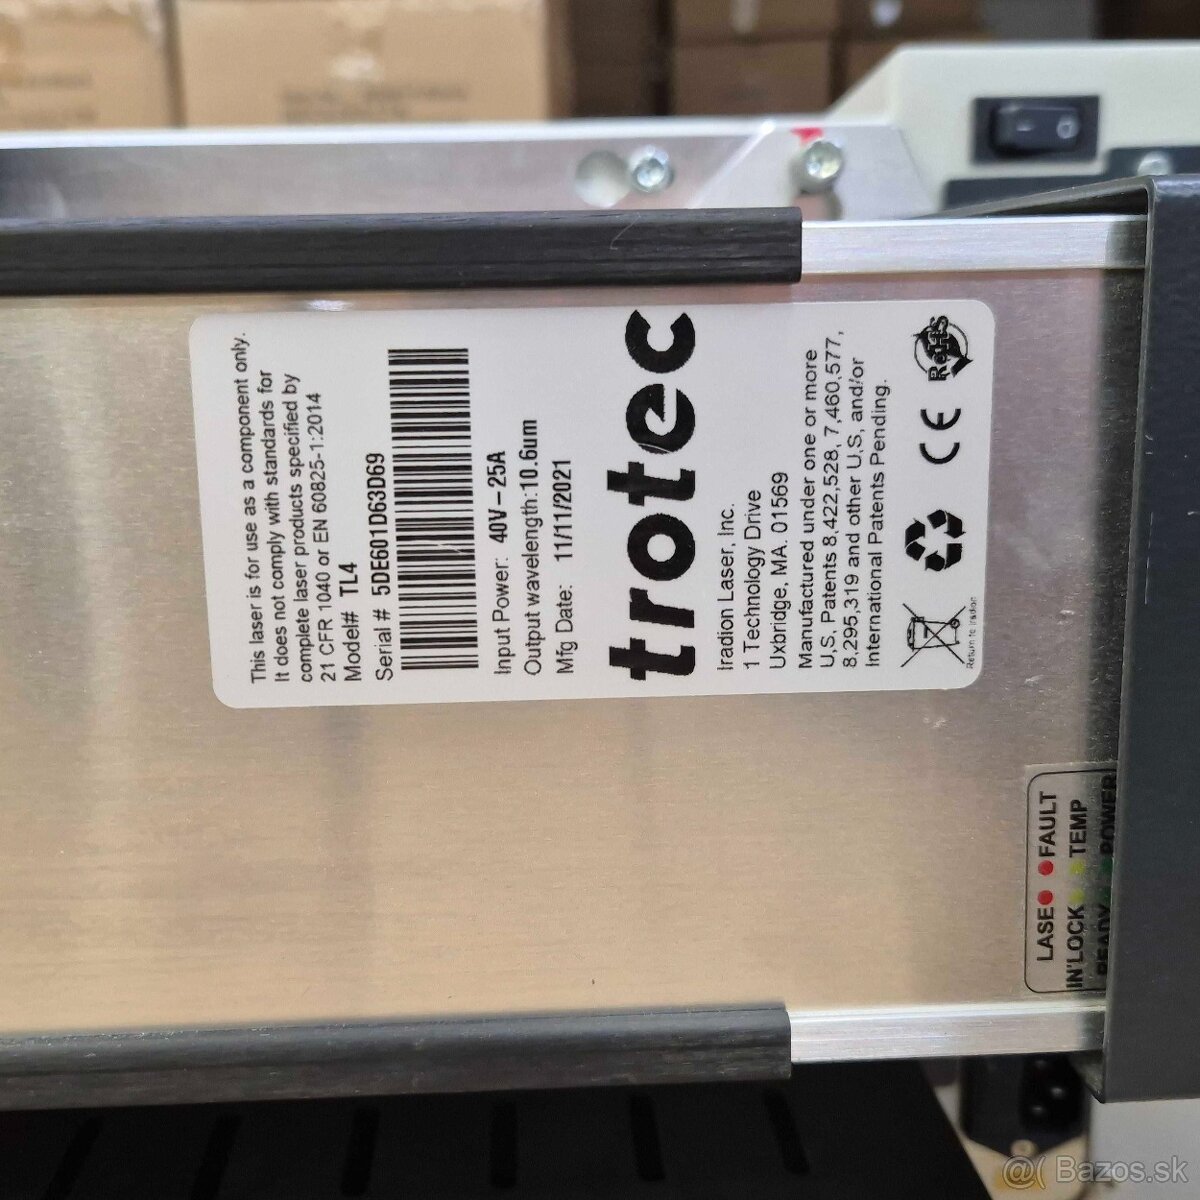 This laser is for use as a component only.
It does not comply with standards for
complete laser products specified by
21 CFR 1040 or EN 60825-1:2014
Model# TL4
Serial # 5DE601D63D69
Input Power: 40V-25A
Output wavelength:10.6um
Mfg Date: 11/11/2021
trotec
Iradion Laser, Inc.
1 Technology Drive
Uxbridge, MA. 01569
Manufactured under one or more
U.S. Patents 8,422,528, 7,460,577,
8,295,319 and other U.S. and/or
International Patents Pending.
Return to Iradion
CE
RoHS
LASE FAULT
IN'LOCK TEMP
READY POWER
@( Bazos.sk